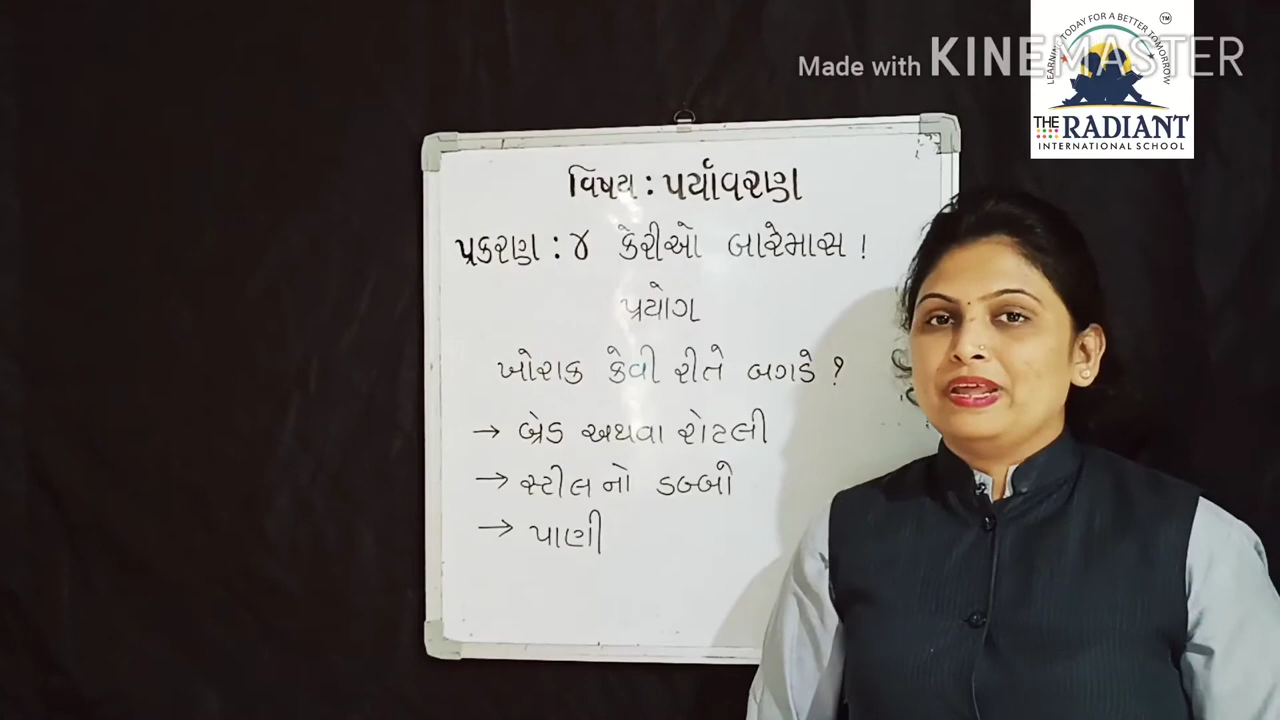 LEARNING TODAY FOR A BETTER TOMORROW
TM
Made with KINEMASTER
THE RADIANT
INTERNATIONAL SCHOOL
વિષય : પર્યાવરણ
પ્રકરણ : ૪ કેરીઓ બારેમાસ !
પ્રયોગ
ખોરાક કેવી રીતે બગડે ?
→ બ્રેડ અથવા રોટલી
→ સ્ટીલ નો ડબ્બો
→ પાણી